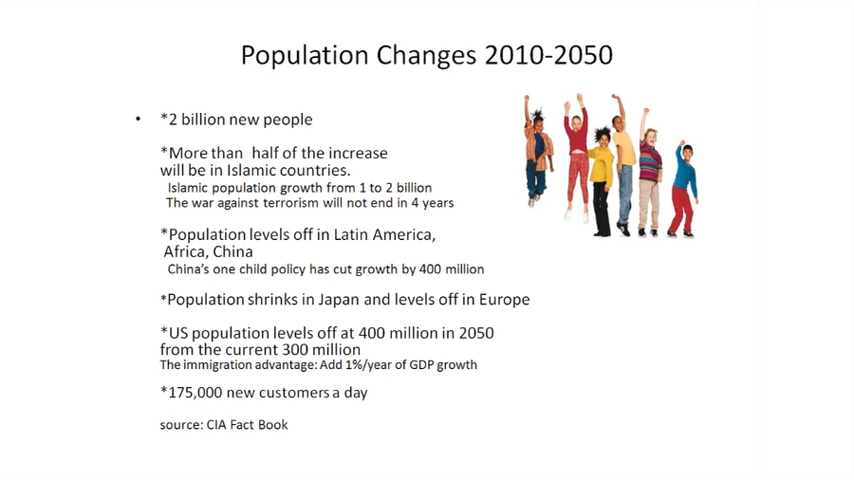 Population Changes 2010-2050
• *2 billion new people
*More than half of the increase
will be in Islamic countries.
Islamic population growth from 1 to 2 billion
The war against terrorism will not end in 4 years
*Population levels off in Latin America,
Africa, China
China's one child policy has cut growth by 400 million
*Population shrinks in Japan and levels off in Europe
*US population levels off at 400 million in 2050
from the current 300 million
The immigration advantage: Add 1%/year of GDP growth
*175,000 new customers a day
source: CIA Fact Book